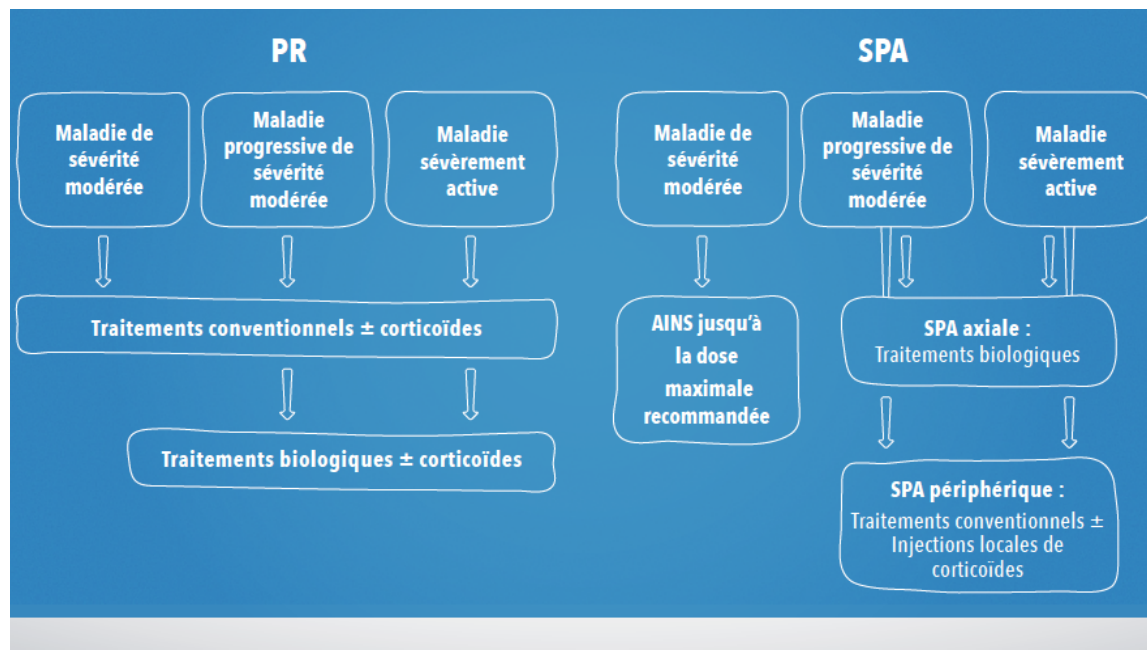 PR
Maladie de
sévérité
modérée
Maladie
progressive de
sévérité
modérée
Maladie
sévèrement
active
Traitements conventionnels ± corticoïdes
Traitements biologiques ± corticoïdes
SPA
Maladie de
sévérité
modérée
Maladie
progressive de
sévérité
modérée
Maladie
sévèrement
active
AINS jusqu’à
la dose
maximale
recommandée
SPA axiale :
Traitements biologiques
SPA périphérique :
Traitements conventionnels ±
Injections locales de
corticoïdes